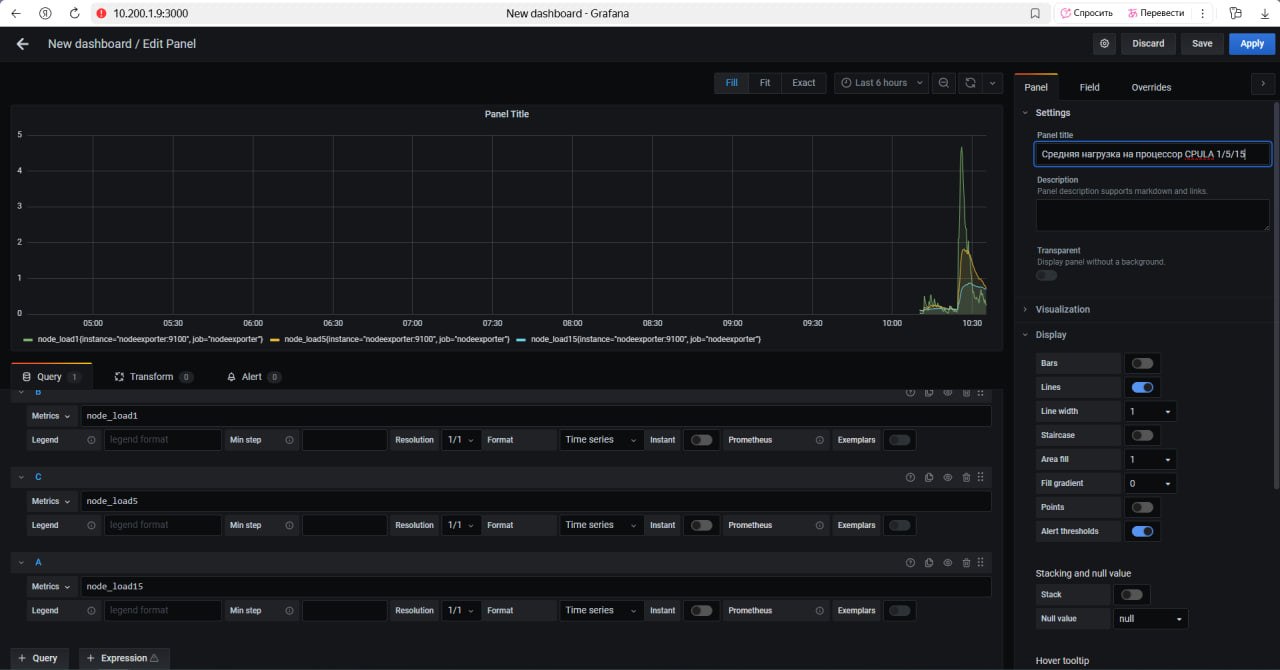 10.200.1.9:3000
New dashboard - Grafana
Спросить
Перевести
New dashboard / Edit Panel
Discard
Save
Apply
Fill
Fit
Exact
Last 6 hours
Panel Title
5
4
3
2
1
0
05:00
05:30
06:00
06:30
07:00
07:30
08:00
08:30
09:00
09:30
10:00
10:30
node_load1{instance="nodeexporter:9100", job="nodeexporter"}
node_load5{instance="nodeexporter:9100", job="nodeexporter"}
node_load15{instance="nodeexporter:9100", job="nodeexporter"}
Query 1
Transform 0
Alert 0
B
Metrics
node_load1
Legend
legend format
Min step
Resolution
1/1
Format
Time series
Instant
Prometheus
Exemplars
C
Metrics
node_load5
Legend
legend format
Min step
Resolution
1/1
Format
Time series
Instant
Prometheus
Exemplars
A
Metrics
node_load15
Legend
legend format
Min step
Resolution
1/1
Format
Time series
Instant
Prometheus
Exemplars
+ Query
+ Expression
Panel
Field
Overrides
Settings
Panel title
Средняя нагрузка на процессор CPULA 1/5/15
Description
Panel description supports markdown and links.
Transparent
Display panel without a background.
Visualization
Display
Bars
Lines
Line width
1
Staircase
Area fill
1
Fill gradient
0
Points
Alert thresholds
Stacking and null value
Stack
Null value
null
Hover tooltip